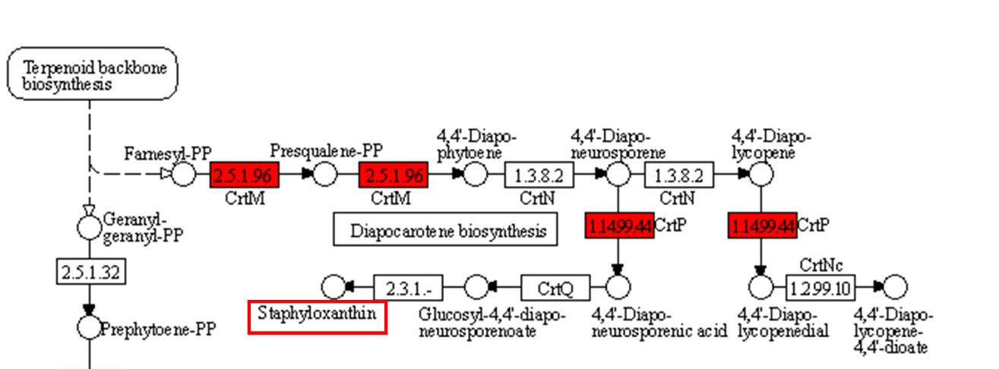 Terpenoid backbone
biosynthesis
Farnesyl-PP
2.5.1.96
CrtM
Presqualene-PP
2.5.1.96
CrtM
4,4'-Diapo-
phytoene
1.3.8.2
CrtN
4,4'-Diapo-
neurosporene
1.3.8.2
CrtN
4,4'-Diapo-
lycopene
Geranyl-
geranyl-PP
Diapocarotene biosynthesis
1.1499.44
CrtP
1.1499.44
CrtP
2.5.1.32
2.3.1.-
CrtQ
CrtNc
1.2.99.10
Staphyloxanthin
Glucosyl-4,4'-diapo-
neurosporenoate
4,4'-Diapo-
neurosporenic acid
4,4'-Diapo-
lycopenedial
4,4'-Diapo-
lycopene-
4,4'-dioate
Prephytoene-PP